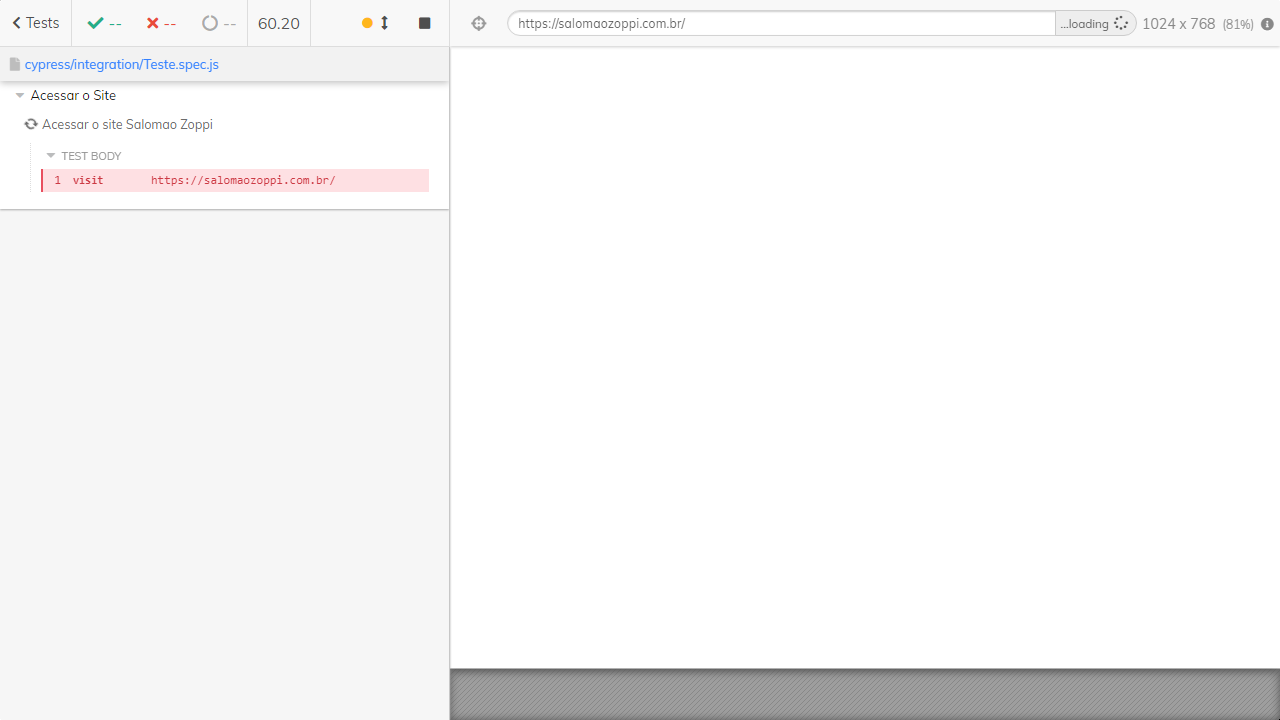 Tests -- -- -- 60.20
https://salomaozoppi.com.br/ ...loading 1024 x 768 (81%)
cypress/integration/Teste.spec.js
Acessar o Site
Acessar o site Salomao Zoppi
TEST BODY
1 visit https://salomaozoppi.com.br/